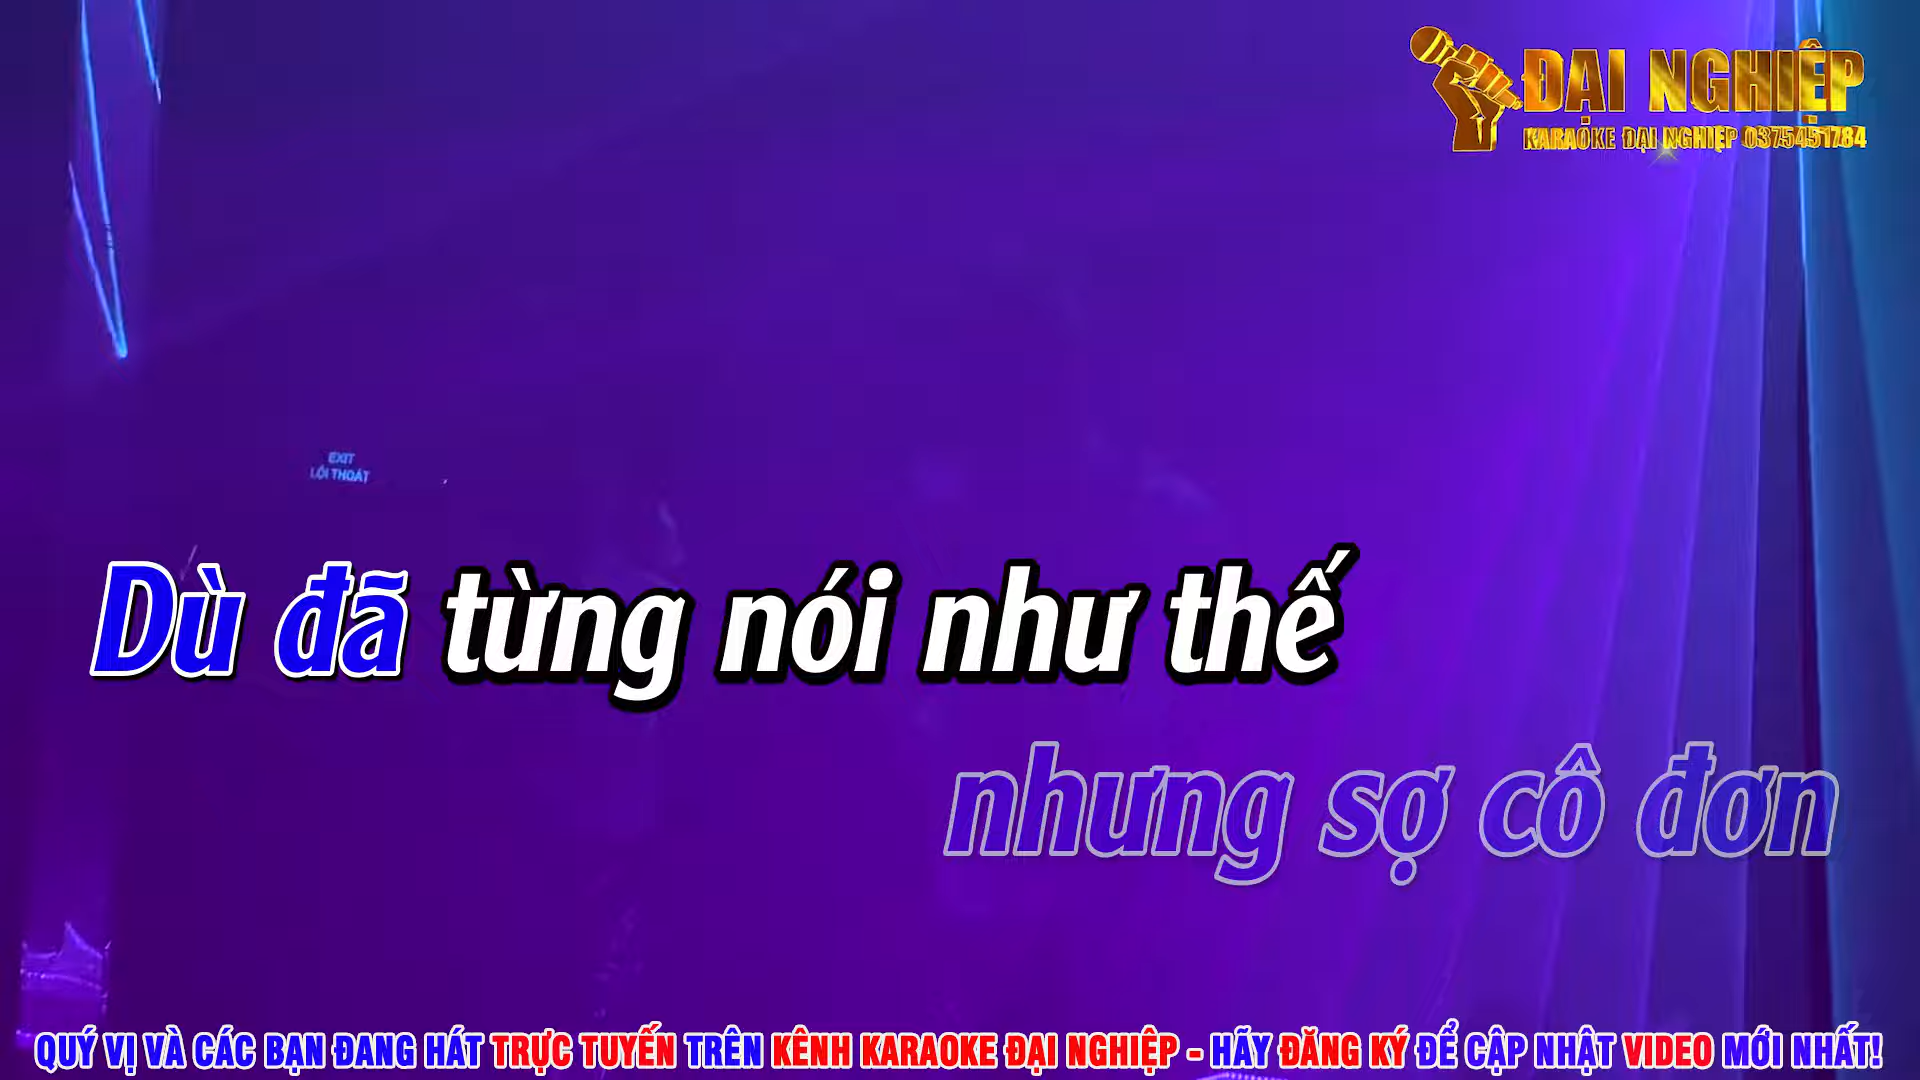 ĐẠI NGHIỆP
KARAOKE ĐẠI NGHIỆP 0375451784
EXIT
LỐI THOÁT
Dù đã từng nói như thế
nhưng sợ cô đơn
QUÝ VỊ VÀ CÁC BẠN ĐANG HÁT TRỰC TUYẾN TRÊN KÊNH KARAOKE ĐẠI NGHIỆP - HÃY ĐĂNG KÝ ĐỂ CẬP NHẬT VIDEO MỚI NHẤT!